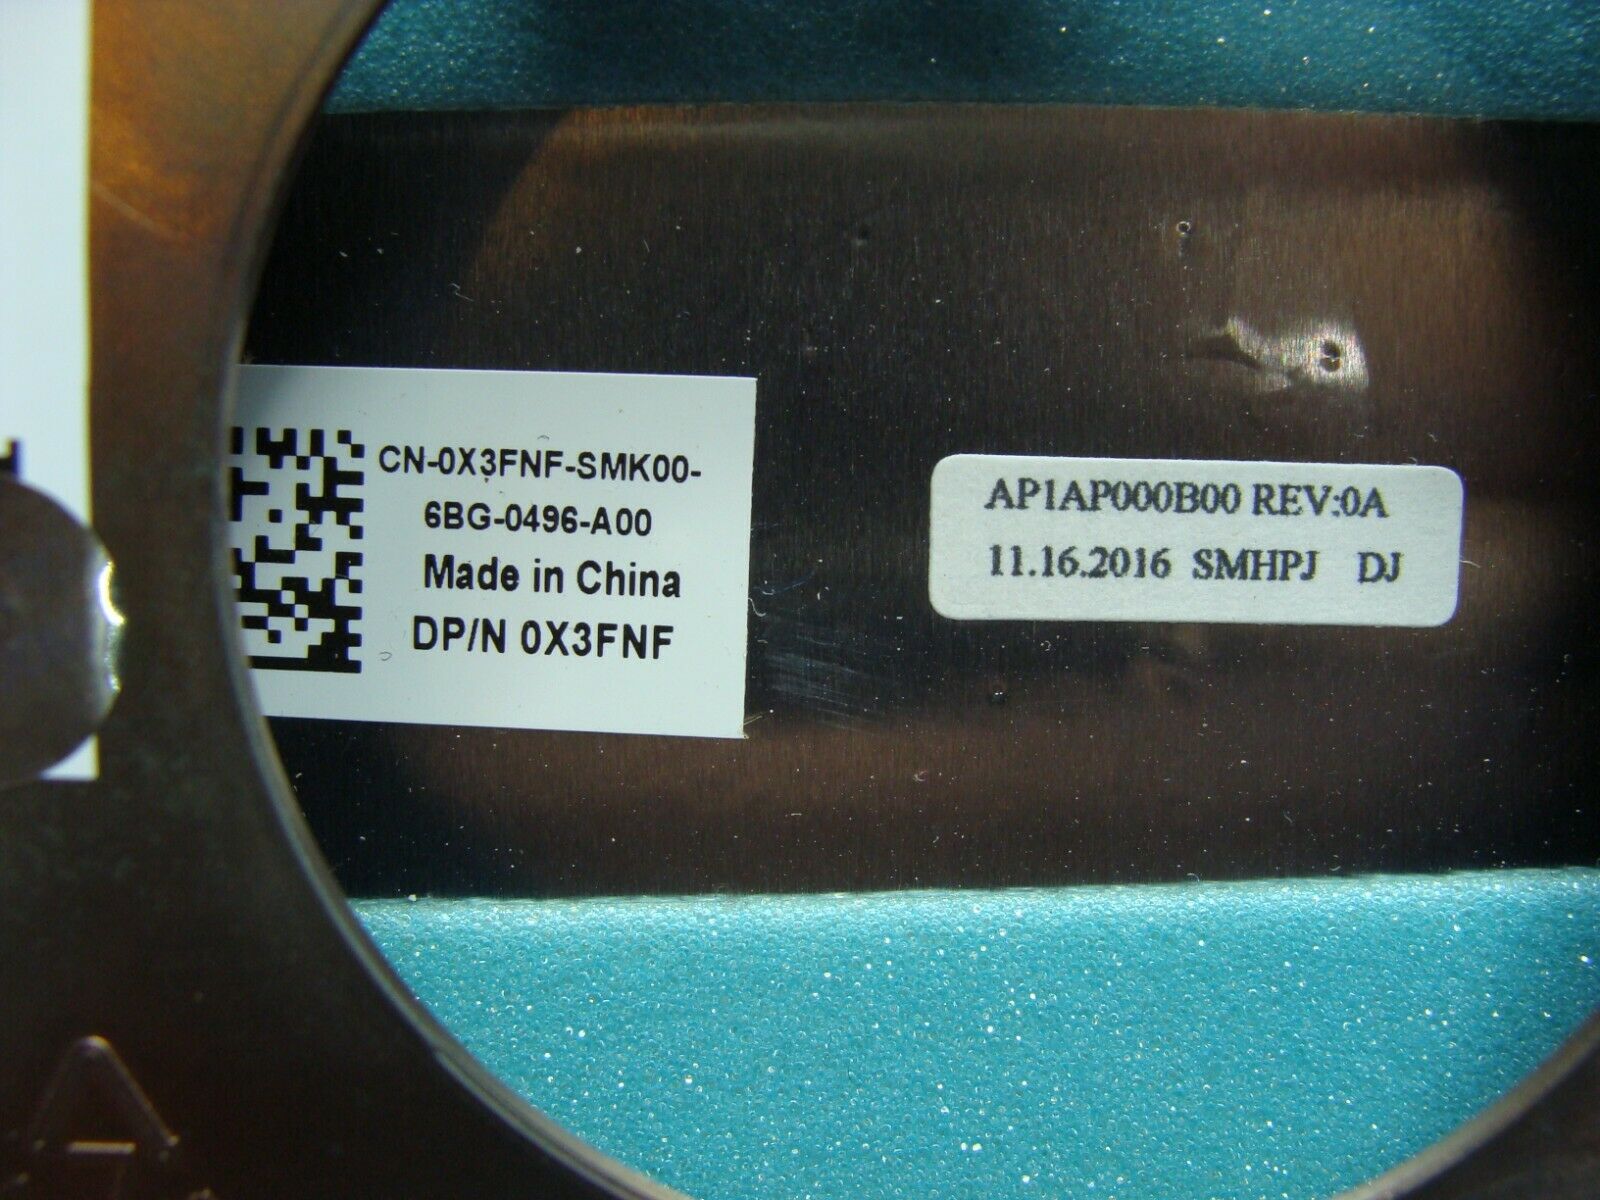 CN-0X3FNF-SMK00-
6BG-0496-A00
Made in China
DP/N 0X3FNF
AP1AP000B00 REV:0A
11.16.2016 SMHPJ DJ